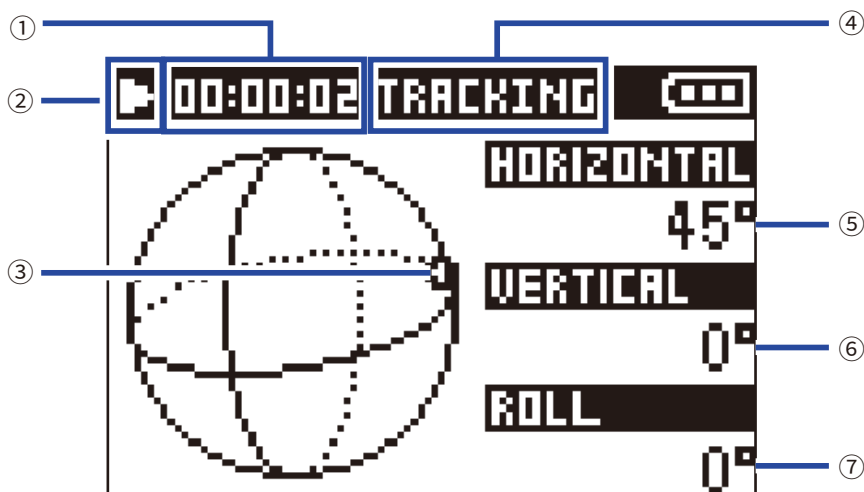 ① ④
② 00:00:02 TRACKING
HORIZONTAL
45° ⑤
③ VERTICAL
0° ⑥
ROLL
0° ⑦